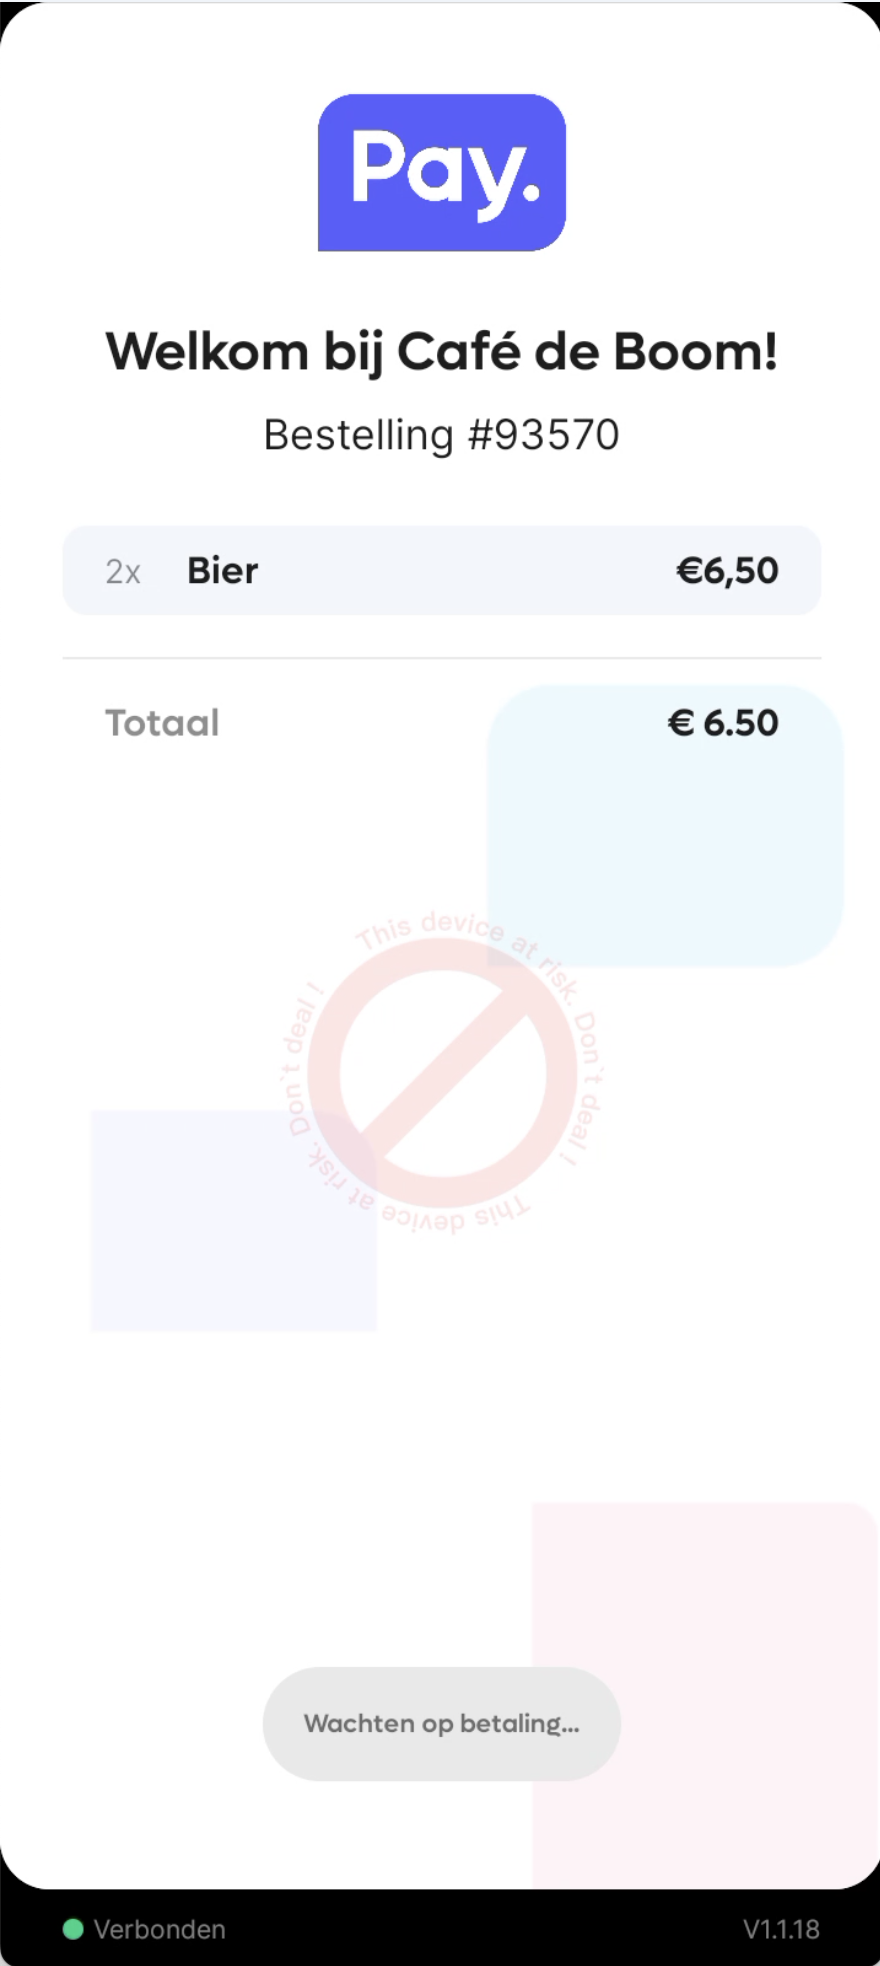 Pay.
Welkom bij Café de Boom!
Bestelling #93570
2x Bier €6,50
Totaal € 6.50
This device at risk. Don`t deal !
This device at risk. Don`t deal !
Wachten op betaling...
Verbonden V1.1.18